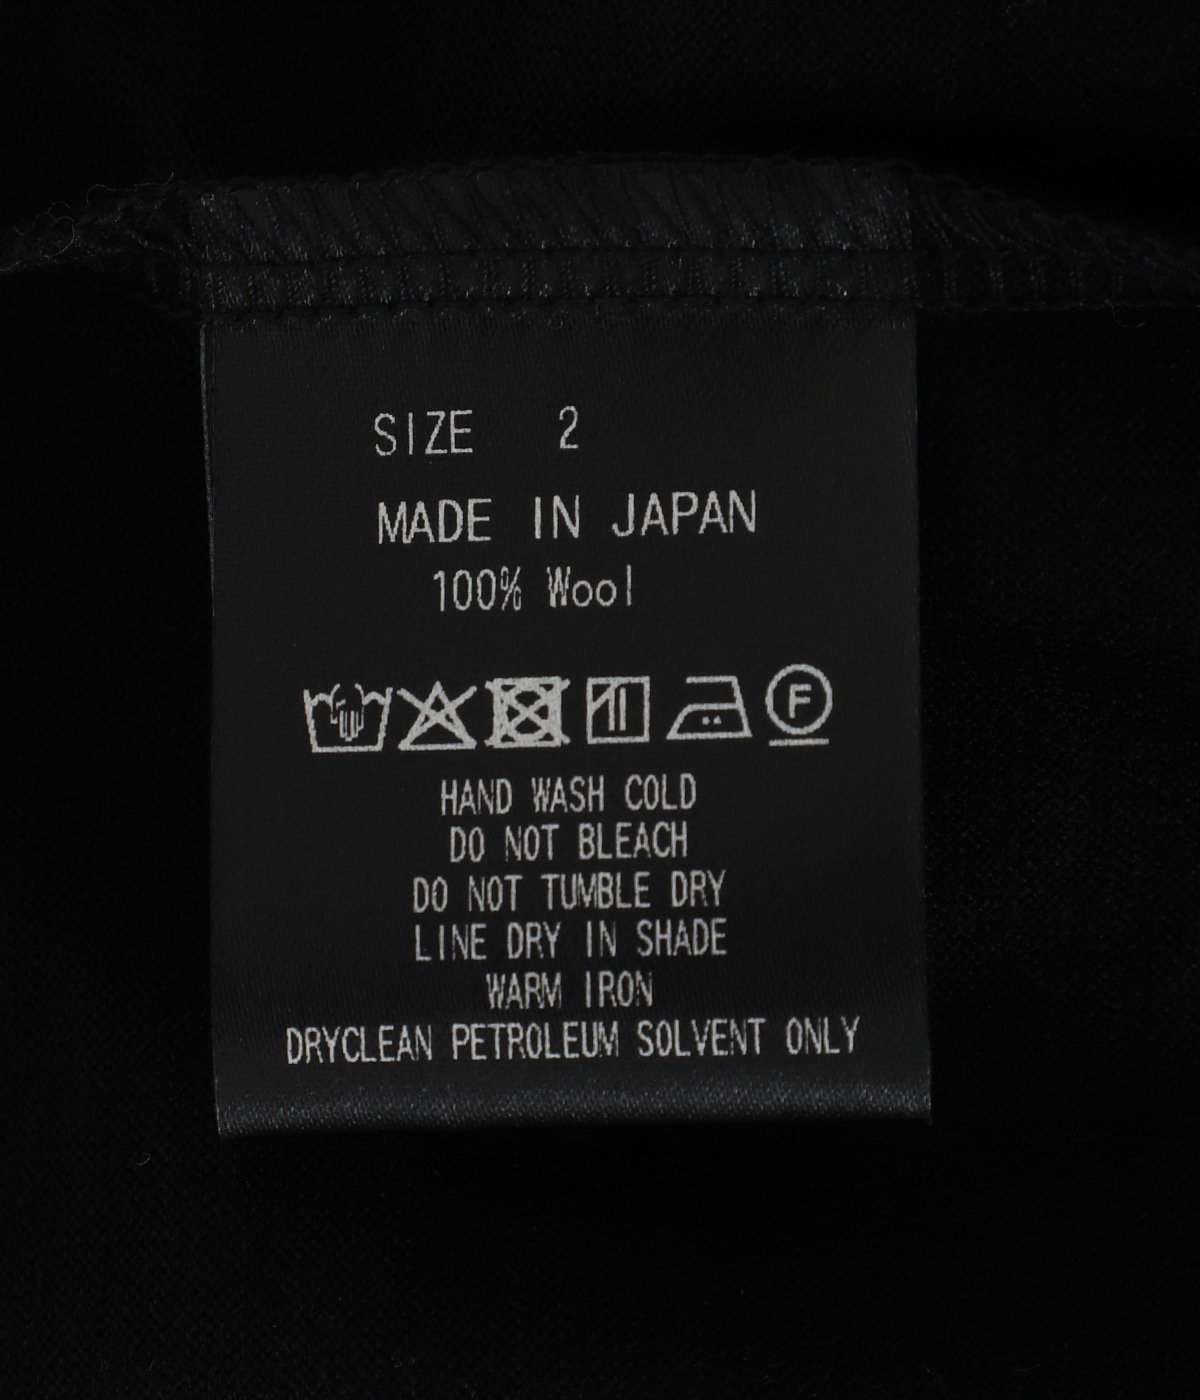 SIZE 2
MADE IN JAPAN
100% Wool
F
HAND WASH COLD
DO NOT BLEACH
DO NOT TUMBLE DRY
LINE DRY IN SHADE
WARM IRON
DRYCLEAN PETROLEUM SOLVENT ONLY